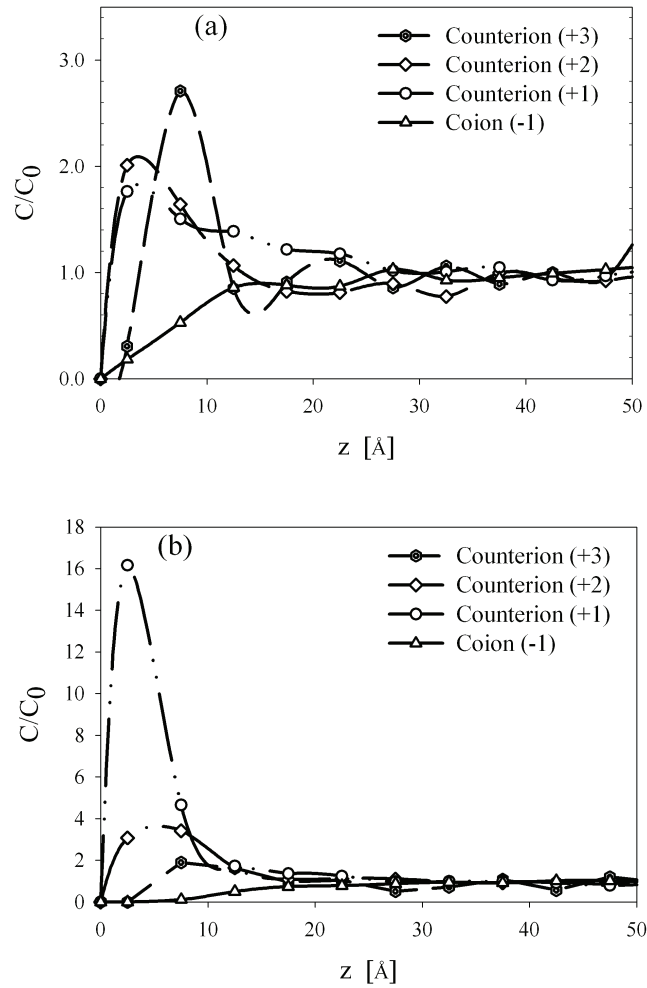 (a)
Counterion (+3)
Counterion (+2)
Counterion (+1)
Coion (-1)
C/C0
3.0
2.0
1.0
0.0
0 10 20 30 40 50
z [Å]
(b)
Counterion (+3)
Counterion (+2)
Counterion (+1)
Coion (-1)
C/C0
18
16
14
12
10
8
6
4
2
0
0 10 20 30 40 50
z [Å]